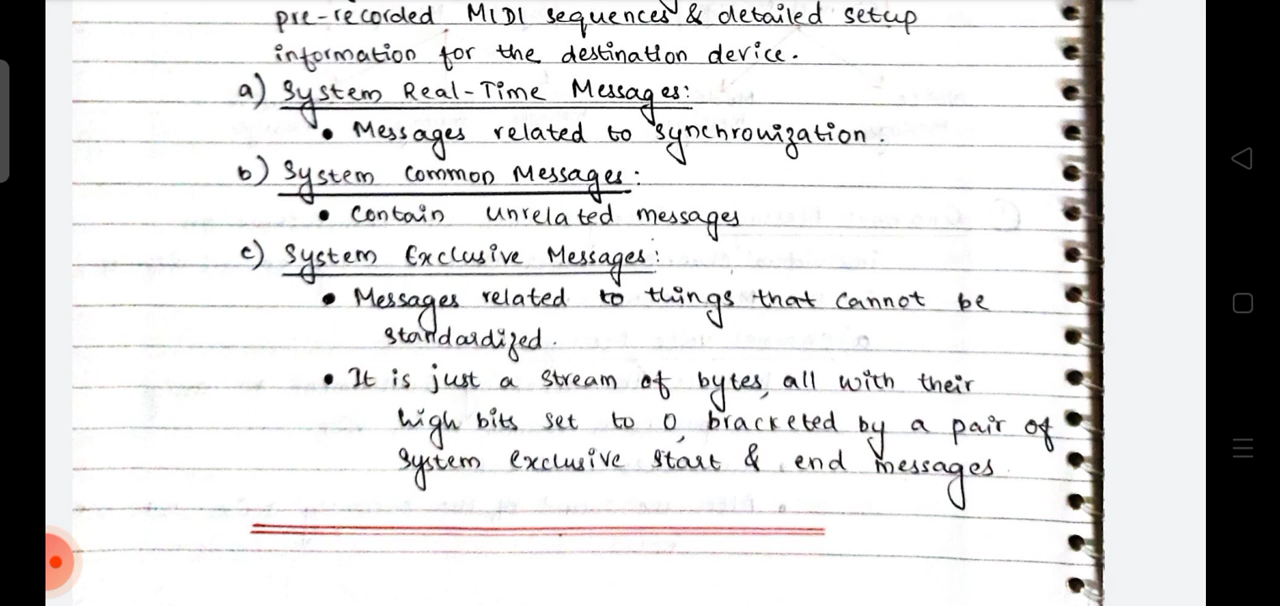 pre-recorded MIDI sequences & detailed setup
information for the destination device.
a) System Real-Time Messages:
• Messages related to synchronization.
b) System Common Messages:
• Contain unrelated messages
c) System Exclusive Messages:
• Messages related to things that cannot be
standardized.
• It is just a stream of bytes, all with their
high bits set to 0, bracketed by a pair of
system exclusive start & end messages.